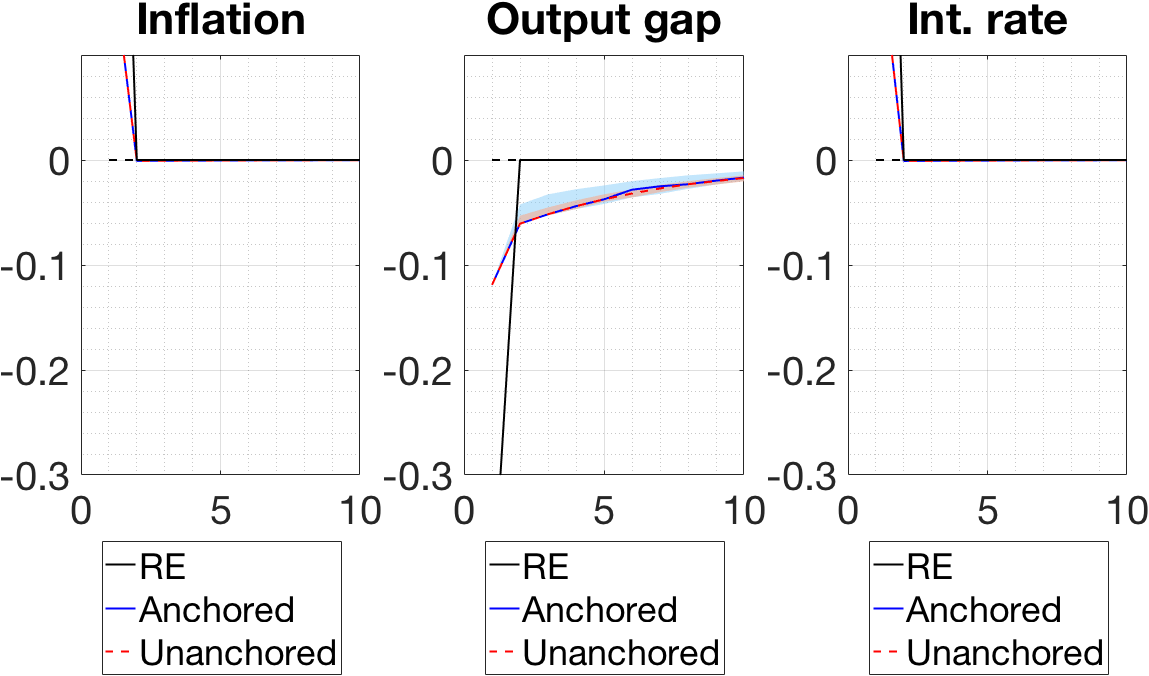 Inflation
0
-0.1
-0.2
-0.3
0 5 10
RE
Anchored
Unanchored
Output gap
0
-0.1
-0.2
-0.3
0 5 10
RE
Anchored
Unanchored
Int. rate
0
-0.1
-0.2
-0.3
0 5 10
RE
Anchored
Unanchored